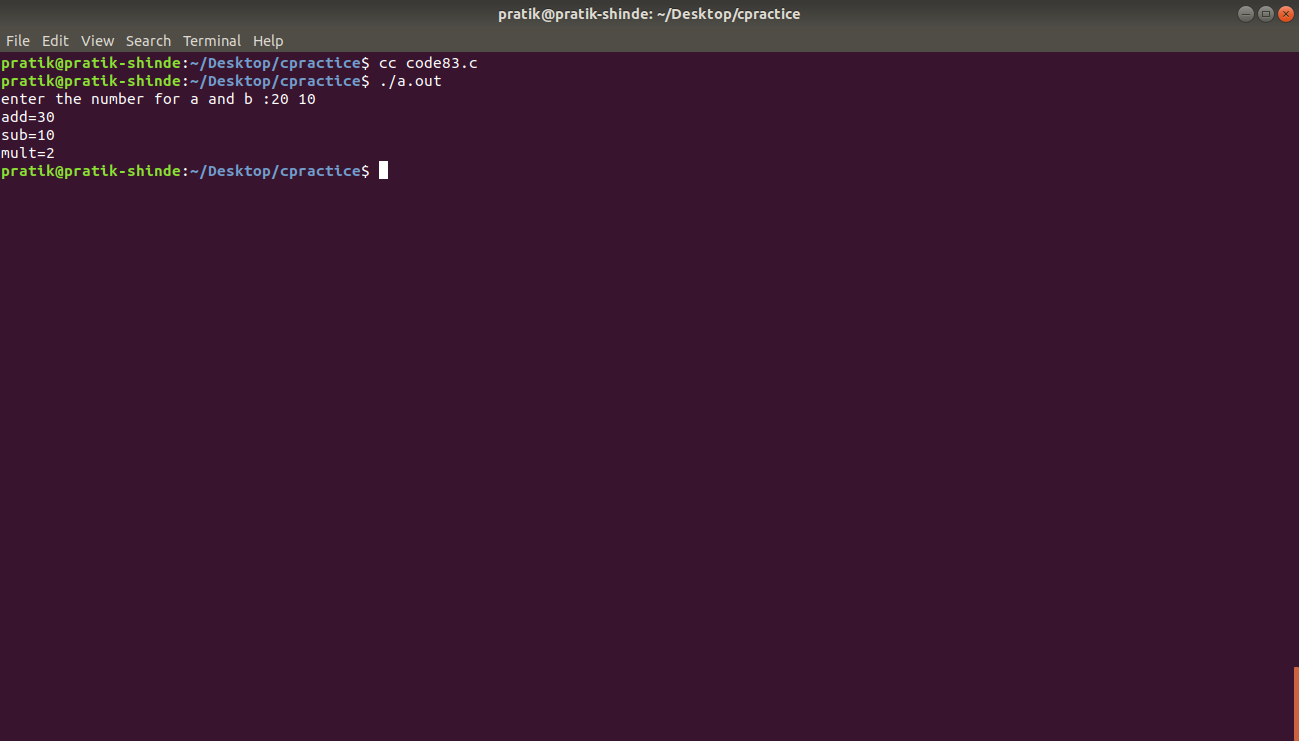 pratik@pratik-shinde: ~/Desktop/cpractice
File Edit View Search Terminal Help
pratik@pratik-shinde:~/Desktop/cpractice$ cc code83.c
pratik@pratik-shinde:~/Desktop/cpractice$ ./a.out
enter the number for a and b :20 10
add=30
sub=10
mult=2
pratik@pratik-shinde:~/Desktop/cpractice$